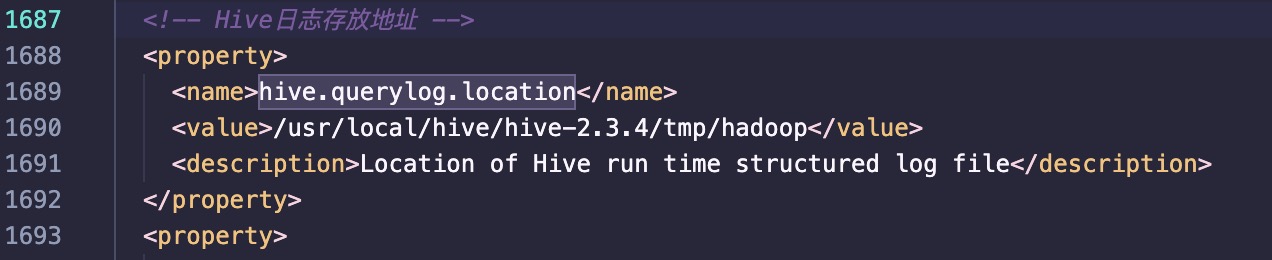 1687 <!-- Hive日志存放地址 -->
1688 <property>
1689 <name>hive.querylog.location</name>
1690 <value>/usr/local/hive/hive-2.3.4/tmp/hadoop</value>
1691 <description>Location of Hive run time structured log file</description>
1692 </property>
1693 <property>